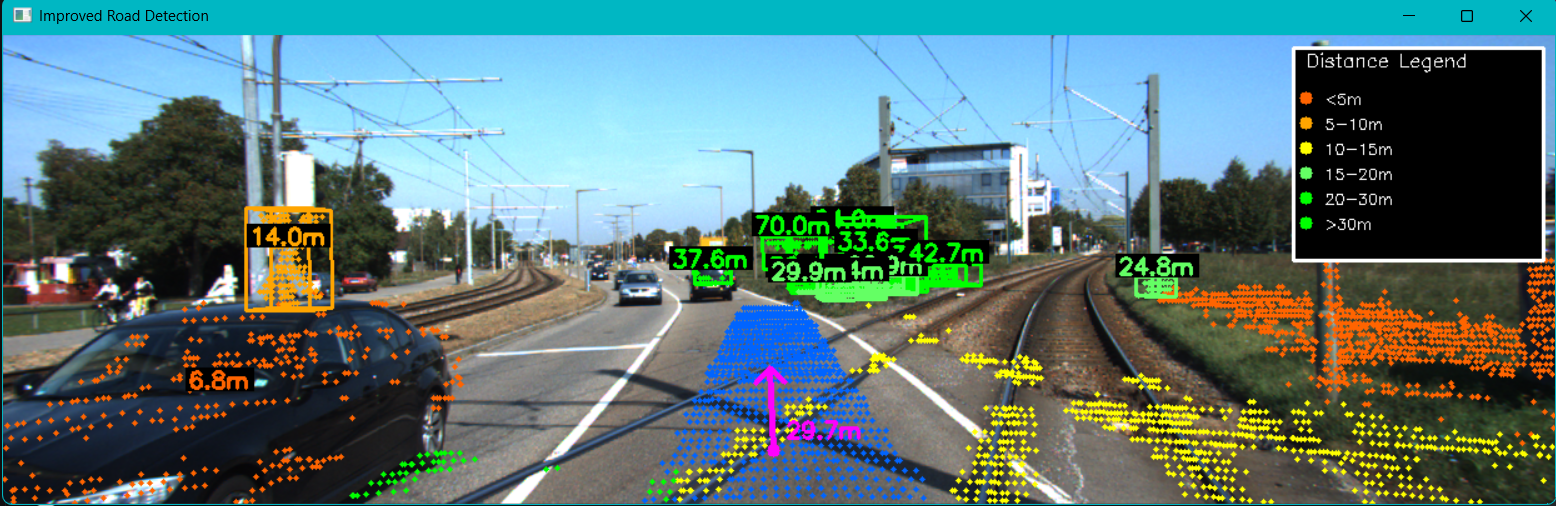 Improved Road Detection
Distance Legend
<5m
5-10m
10-15m
15-20m
20-30m
>30m
14.0m
70.0m
33.6
42.7m
37.6m
29.9m
24.8m
6.8m
29.7m